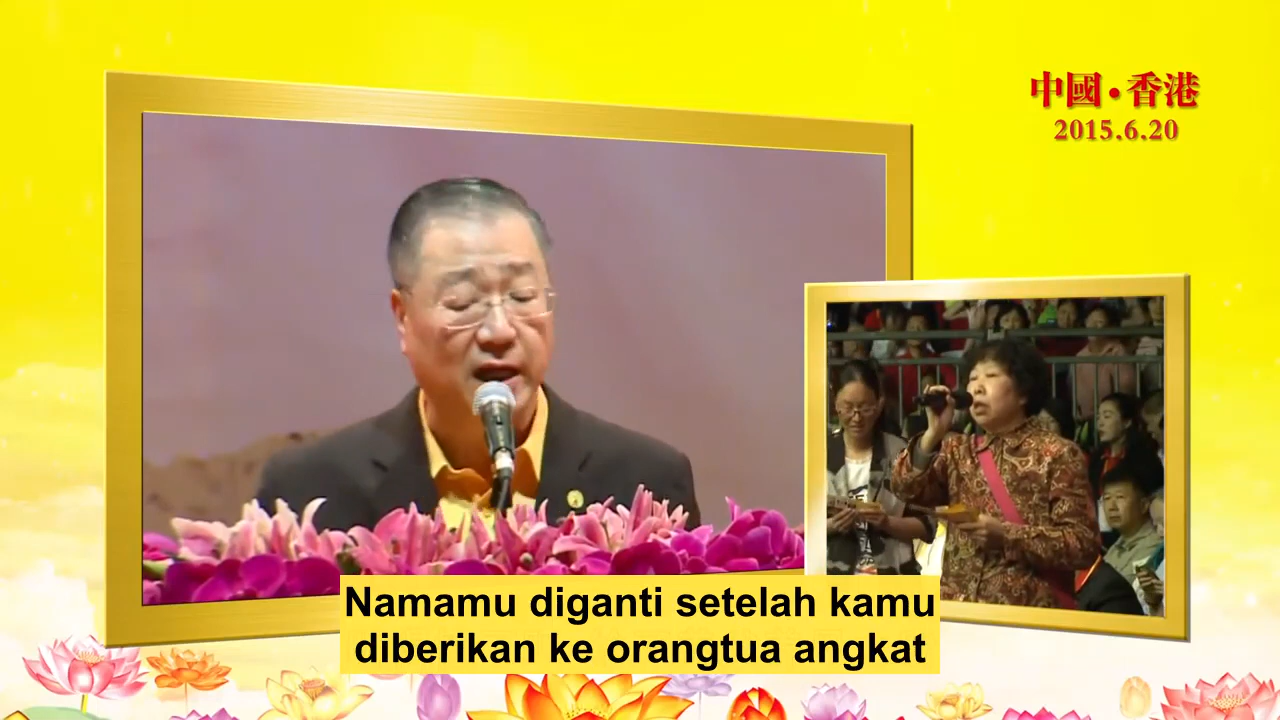 中國·香港
2015.6.20
Namamu diganti setelah kamu
diberikan ke orangtua angkat